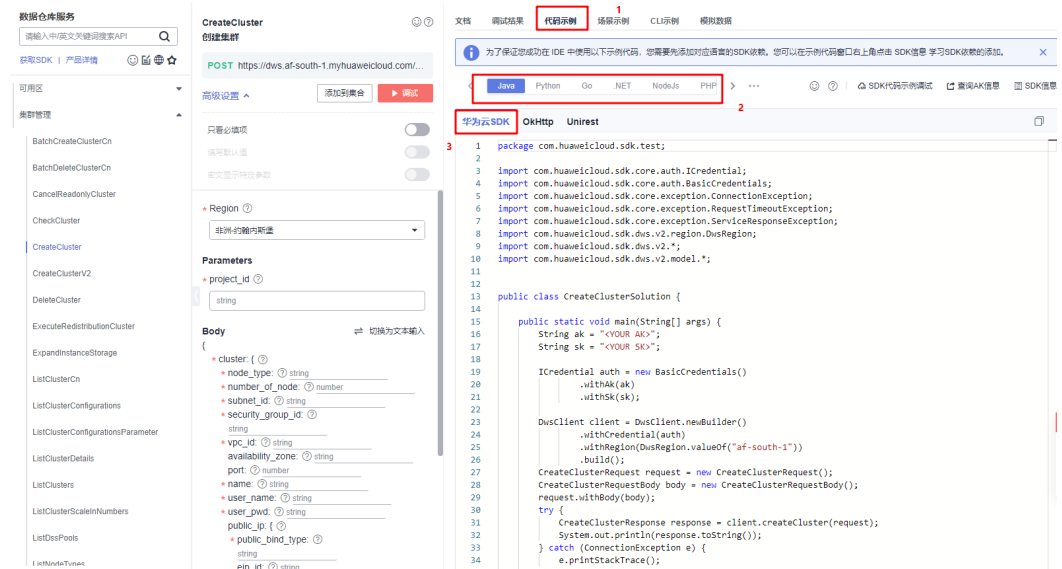 数据仓库服务
请输入中/英文关键词搜索API
获取SDK | 产品详情
可用区
集群管理
BatchCreateClusterCn
BatchDeleteClusterCn
CancelReadonlyCluster
CheckCluster
CreateCluster
CreateClusterV2
DeleteCluster
ExecuteRedistributionCluster
ExpandInstanceStorage
ListClusterCn
ListClusterConfigurations
ListClusterConfigurationsParameter
ListClusterDetails
ListClusters
ListClusterScaleInNumbers
ListDssPools
ListNodeTypes
CreateCluster
创建集群
POST https://dws.af-south-1.myhuaweicloud.com/...
高级设置
添加到集合
调试
只看必填项
填写默认值
英文显示特定参数
* Region
非洲-约翰内斯堡
Parameters
* project_id
string
Body
切换为文本输入
{
* cluster: {
* node_type: string
* number_of_node: number
* subnet_id: string
* security_group_id:
string
* vpc_id: string
availability_zone: string
port: number
* name: string
* user_name: string
* user_pwd: string
public_ip: {
* public_bind_type:
string
eip_id: string
1
文档 调试结果 代码示例 场景示例 CLI示例 模拟数据
为了保证您成功在 IDE 中使用以下示例代码，您需要先添加对应语言的SDK依赖。您可以在示例代码窗口右上角点击 SDK信息 学习SDK依赖的添加。
Java Python Go .NET NodeJs PHP
SDK代码示例调试 查询AK信息 SDK信息
2
华为云SDK OkHttp Unirest
3
1 package com.huaweicloud.sdk.test;
2
3 import com.huaweicloud.sdk.core.auth.ICredential;
4 import com.huaweicloud.sdk.core.auth.BasicCredentials;
5 import com.huaweicloud.sdk.core.exception.ConnectionException;
6 import com.huaweicloud.sdk.core.exception.RequestTimeoutException;
7 import com.huaweicloud.sdk.core.exception.ServiceResponseException;
8 import com.huaweicloud.sdk.dws.v2.region.DwsRegion;
9 import com.huaweicloud.sdk.dws.v2.*;
10 import com.huaweicloud.sdk.dws.v2.model.*;
11
12
13 public class CreateClusterSolution {
14
15 public static void main(String[] args) {
16 String ak = "<YOUR AK>";
17 String sk = "<YOUR SK>";
18
19 ICredential auth = new BasicCredentials()
20 .withAk(ak)
21 .withSk(sk);
22
23 DwsClient client = DwsClient.newBuilder()
24 .withCredential(auth)
25 .withRegion(DwsRegion.valueOf("af-south-1"))
26 .build();
27 CreateClusterRequest request = new CreateClusterRequest();
28 CreateClusterRequestBody body = new CreateClusterRequestBody();
29 request.withBody(body);
30 try {
31 CreateClusterResponse response = client.createCluster(request);
32 System.out.println(response.toString());
33 } catch (ConnectionException e) {
34 e.printStackTrace();